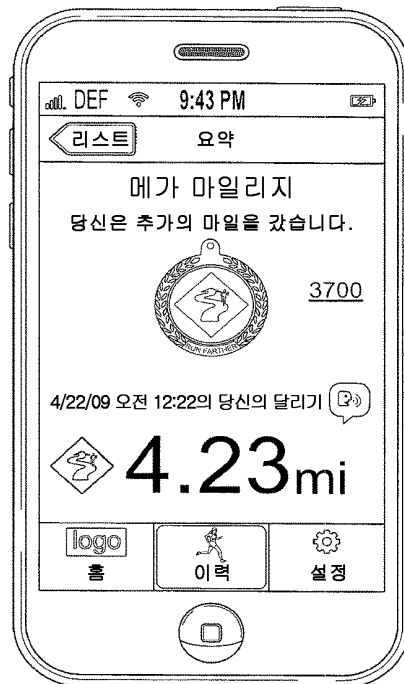 DEF 9:43 PM
리스트 요약
메가 마일리지
당신은 추가의 마일을 갔습니다.
3700
RUN FARTHER
4/22/09 오전 12:22의 당신의 달리기
4.23mi
logo
홈 이력 설정